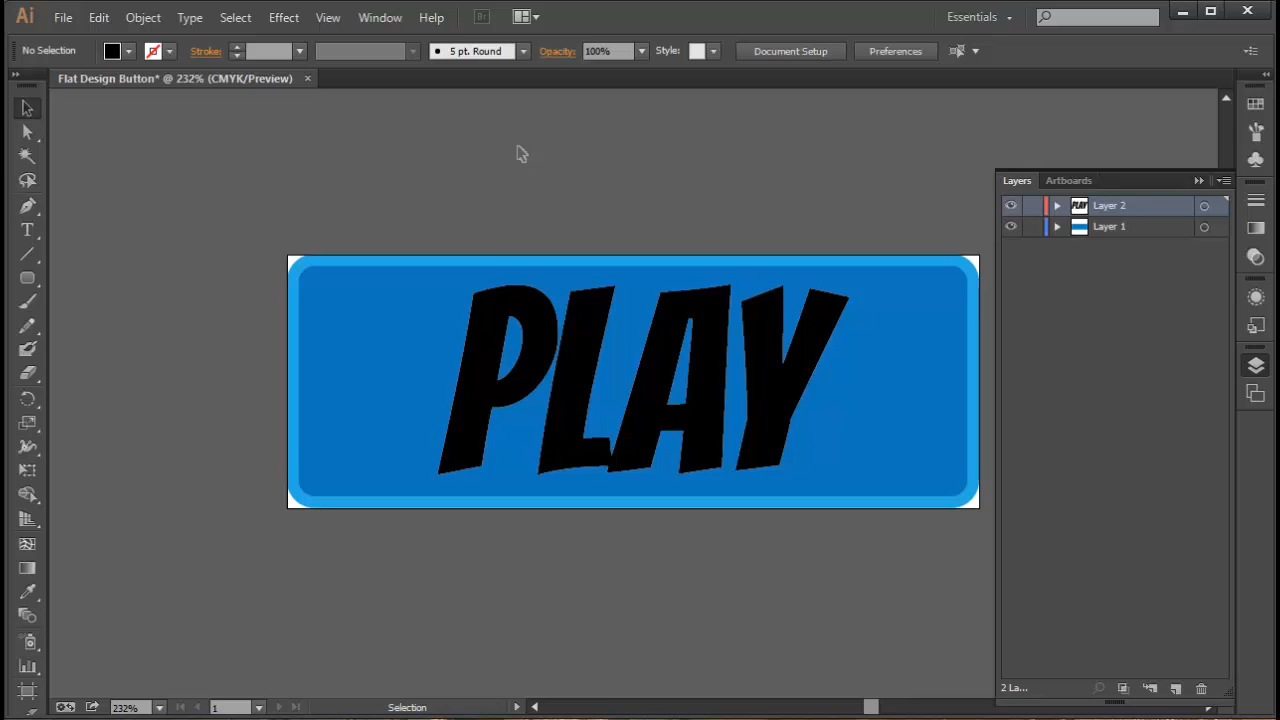 Ai File Edit Object Type Select Effect View Window Help Br Essentials
No Selection Stroke: 5 pt. Round Opacity: 100% Style: Document Setup Preferences
Flat Design Button* @ 232% (CMYK/Preview) ×
Layers Artboards
PLAY Layer 2
Layer 1
PLAY
2 La...
232% 1 Selection